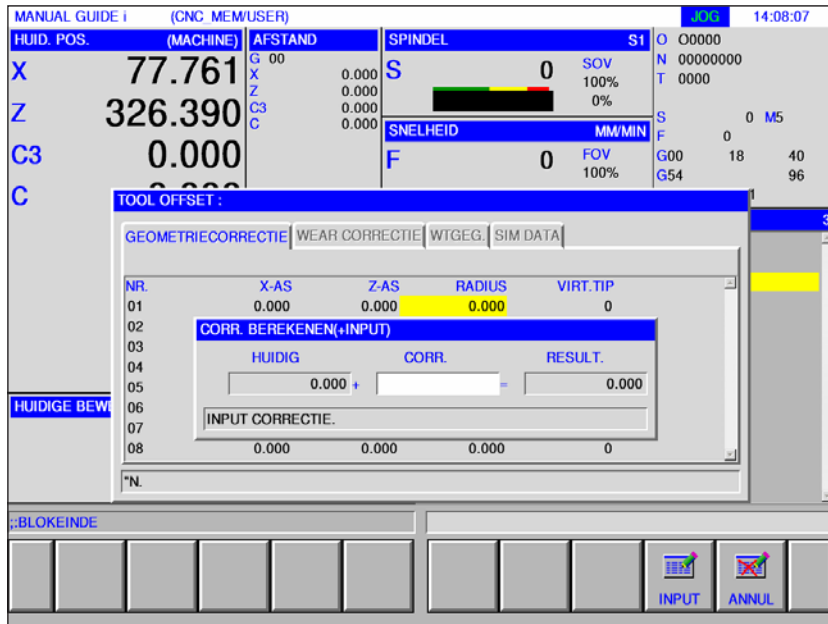 MANUAL GUIDE i (CNC_MEM/USER) JOG 14:08:07
HUID. POS. (MACHINE) AFSTAND SPINDEL S1 O O0000
N 00000000
T 0000
X 77.761
Z 326.390
C3 0.000
C
G 00
X 0.000
Z 0.000
C3 0.000
C 0.000
S 0 SOV
100%
0%
SNELHEID MM/MIN
F 0 FOV
100%
S 0 M5
F 0
G00 18 40
G54 96
TOOL OFFSET :
GEOMETRIECORRECTIE WEAR CORRECTIE WTGEG. SIM DATA
NR. X-AS Z-AS RADIUS VIRT.TIP
01 0.000 0.000 0.000 0
02
03
04
05
06
07
08 0.000 0.000 0.000 0
CORR. BEREKENEN(+INPUT)
HUIDIG CORR. RESULT.
0.000 + = 0.000
INPUT CORRECTIE.
"N.
HUIDIGE BEWE
;:BLOKEINDE
INPUT ANNUL